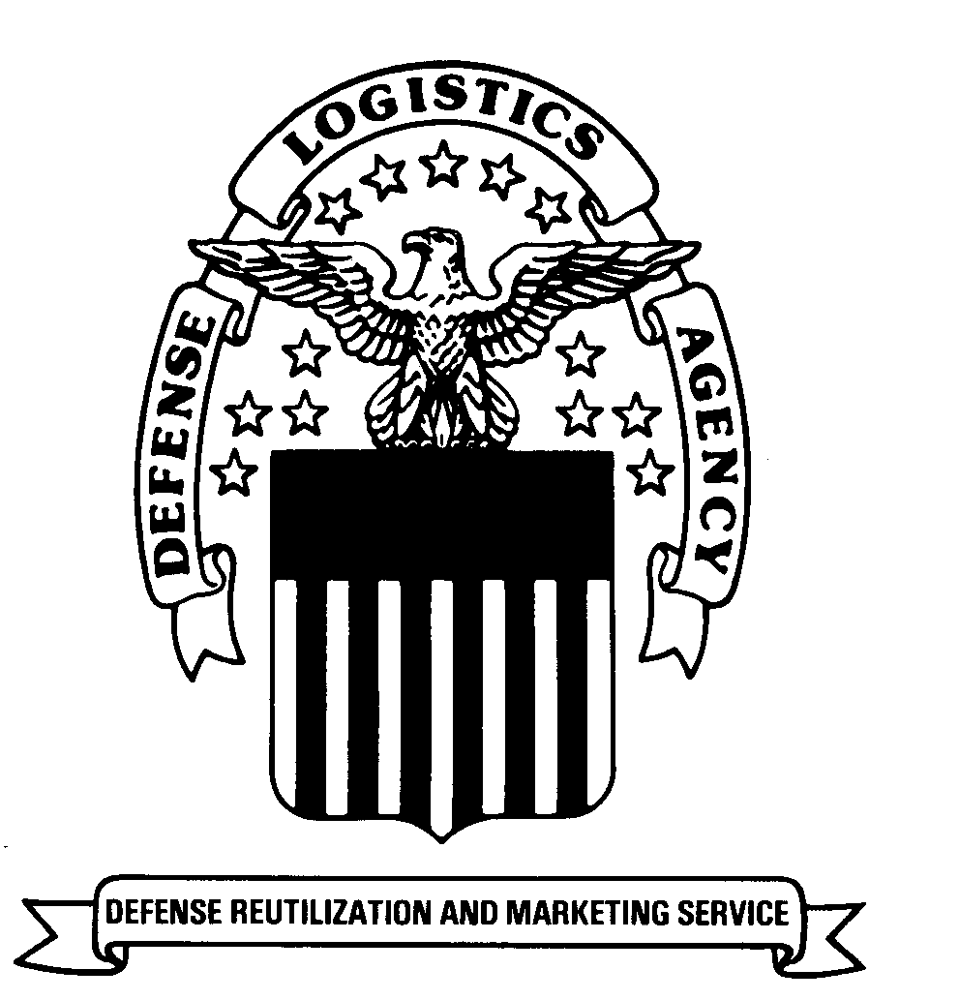 DEFENSE
LOGISTICS
AGENCY
DEFENSE REUTILIZATION AND MARKETING SERVICE